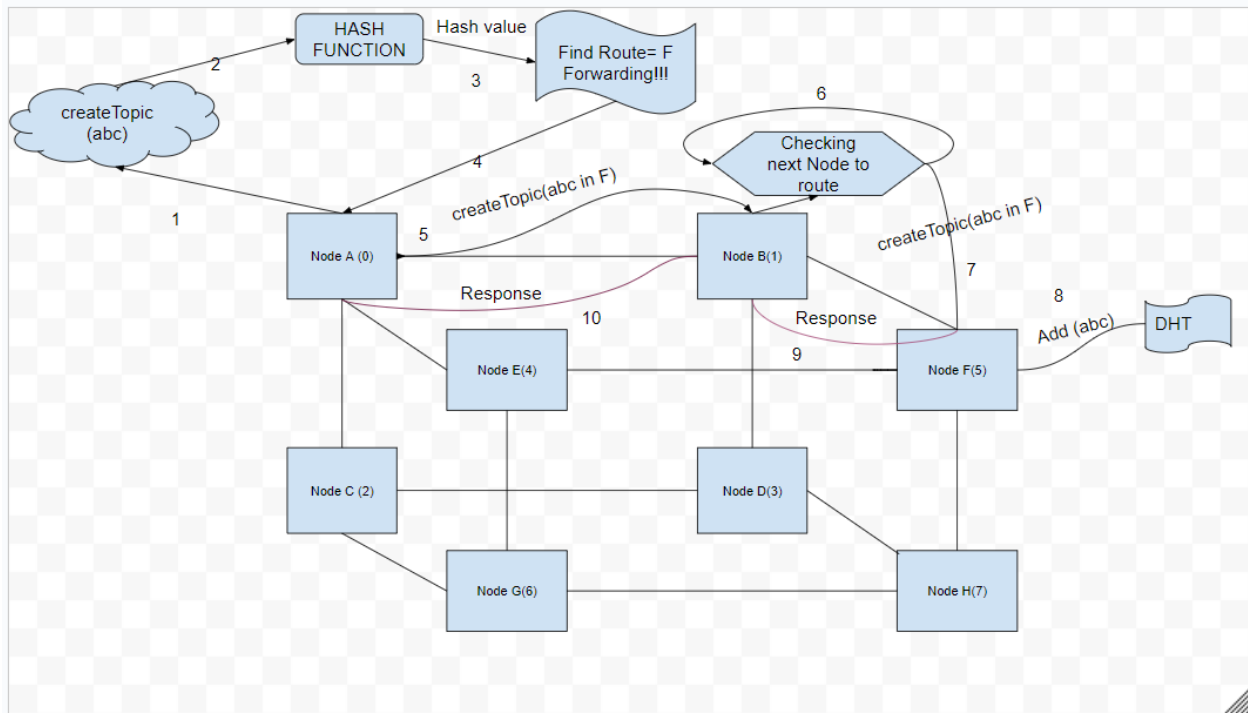 HASH
FUNCTION
Hash value
Find Route= F
Forwarding!!!
2
3
createTopic
(abc)
6
Checking
next Node to
route
4
1
createTopic(abc in F)
createTopic(abc in F)
5
Node A (0)
Node B(1)
7
Response
8
10
Response
Add (abc)
DHT
9
Node E(4)
Node F(5)
Node C (2)
Node D(3)
Node G(6)
Node H(7)